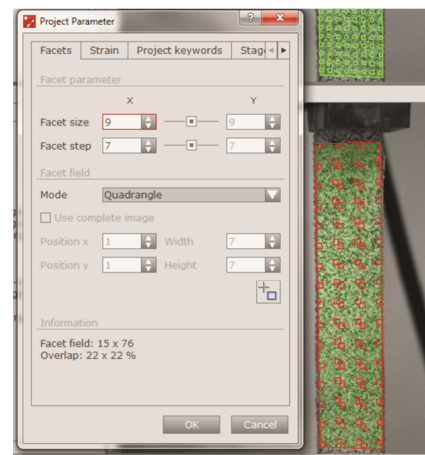 Project Parameter
Facets Strain Project keywords Stag
Facet parameter
X Y
Facet size 9 9
Facet step 7 7
Facet field
Mode Quadrangle
Use complete image
Position x 1 Width 7
Position y 1 Height 7
Information
Facet field: 15 x 76
Overlap: 22 x 22 %
OK Cancel